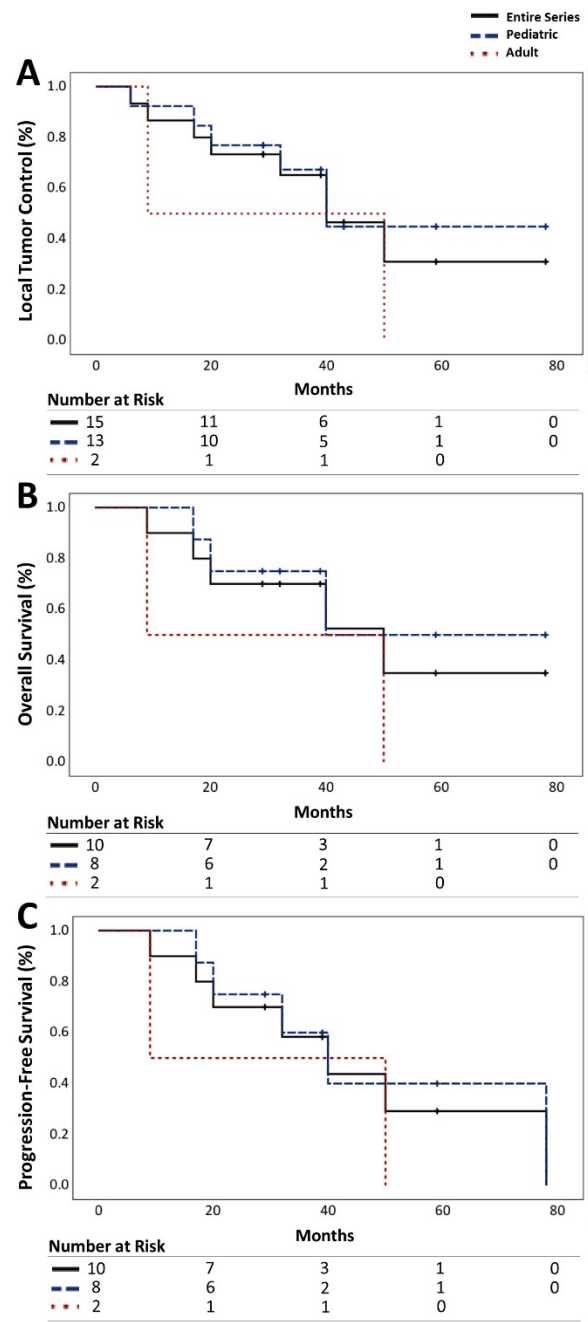 Entire Series
Pediatric
Adult
A
Local Tumor Control (%)
1.0
0.8
0.6
0.4
0.2
0.0
0 20 40 60 80
Months
Number at Risk
15 11 6 1 0
13 10 5 1 0
2 1 1 0
B
Overall Survival (%)
1.0
0.8
0.6
0.4
0.2
0.0
0 20 40 60 80
Months
Number at Risk
10 7 3 1 0
8 6 2 1 0
2 1 1 0
C
Progression-Free Survival (%)
1.0
0.8
0.6
0.4
0.2
0.0
0 20 40 60 80
Months
Number at Risk
10 7 3 1 0
8 6 2 1 0
2 1 1 0